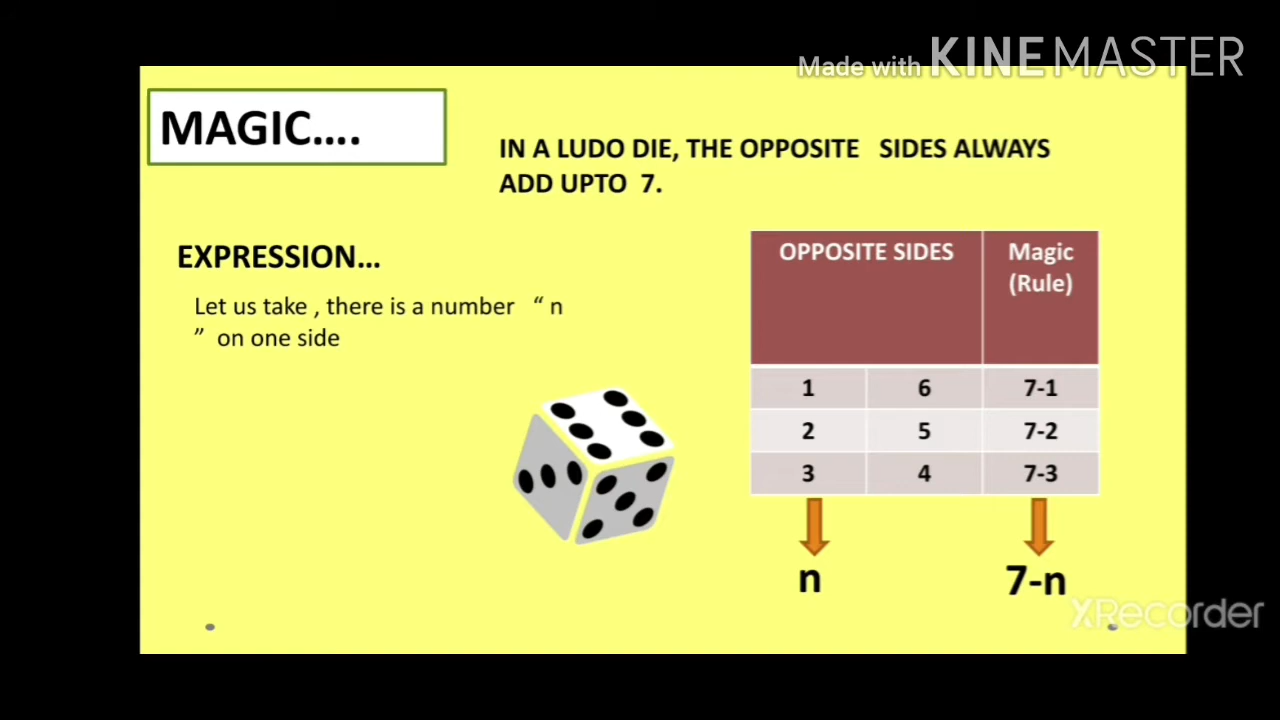 Made with KINEMASTER
MAGIC....
IN A LUDO DIE, THE OPPOSITE SIDES ALWAYS
ADD UPTO 7.
EXPRESSION...
Let us take , there is a number “ n
” on one side
OPPOSITE SIDES Magic
(Rule)
1 6 7-1
2 5 7-2
3 4 7-3
n 7-n
XRecorder